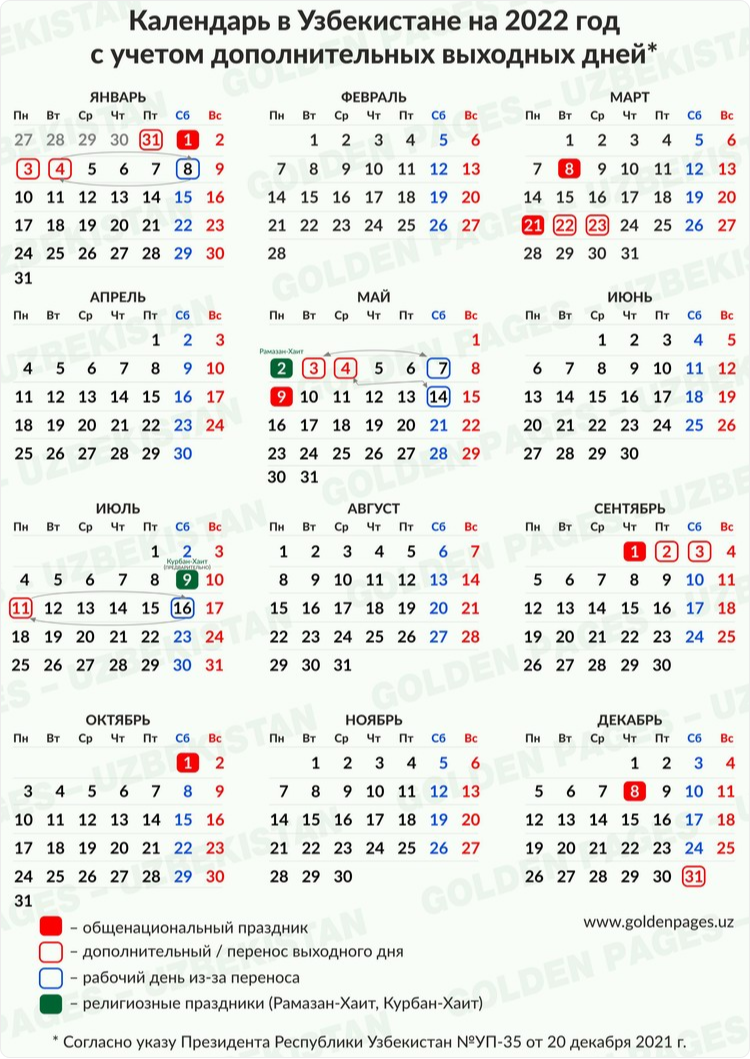 Календарь в Узбекистане на 2022 год
с учетом дополнительных выходных дней*
ЯНВАРЬ
Пн Вт Ср Чт Пт Сб Вс
27 28 29 30 31 1 2
3 4 5 6 7 8 9
10 11 12 13 14 15 16
17 18 19 20 21 22 23
24 25 26 27 28 29 30
31
ФЕВРАЛЬ
Пн Вт Ср Чт Пт Сб Вс
1 2 3 4 5 6
7 8 9 10 11 12 13
14 15 16 17 18 19 20
21 22 23 24 25 26 27
28
МАРТ
Пн Вт Ср Чт Пт Сб Вс
1 2 3 4 5 6
7 8 9 10 11 12 13
14 15 16 17 18 19 20
21 22 23 24 25 26 27
28 29 30 31
АПРЕЛЬ
Пн Вт Ср Чт Пт Сб Вс
1 2 3
4 5 6 7 8 9 10
11 12 13 14 15 16 17
18 19 20 21 22 23 24
25 26 27 28 29 30
МАЙ
Пн Вт Ср Чт Пт Сб Вс
1
Рамазан-Хаит
2 3 4 5 6 7 8
9 10 11 12 13 14 15
16 17 18 19 20 21 22
23 24 25 26 27 28 29
30 31
ИЮНЬ
Пн Вт Ср Чт Пт Сб Вс
1 2 3 4 5
6 7 8 9 10 11 12
13 14 15 16 17 18 19
20 21 22 23 24 25 26
27 28 29 30
ИЮЛЬ
Пн Вт Ср Чт Пт Сб Вс
1 2 3
Курбан-Хаит
(предварительно)
4 5 6 7 8 9 10
11 12 13 14 15 16 17
18 19 20 21 22 23 24
25 26 27 28 29 30 31
АВГУСТ
Пн Вт Ср Чт Пт Сб Вс
1 2 3 4 5 6 7
8 9 10 11 12 13 14
15 16 17 18 19 20 21
22 23 24 25 26 27 28
29 30 31
СЕНТЯБРЬ
Пн Вт Ср Чт Пт Сб Вс
1 2 3 4
5 6 7 8 9 10 11
12 13 14 15 16 17 18
19 20 21 22 23 24 25
26 27 28 29 30
ОКТЯБРЬ
Пн Вт Ср Чт Пт Сб Вс
1 2
3 4 5 6 7 8 9
10 11 12 13 14 15 16
17 18 19 20 21 22 23
24 25 26 27 28 29 30
31
НОЯБРЬ
Пн Вт Ср Чт Пт Сб Вс
1 2 3 4 5 6
7 8 9 10 11 12 13
14 15 16 17 18 19 20
21 22 23 24 25 26 27
28 29 30
ДЕКАБРЬ
Пн Вт Ср Чт Пт Сб Вс
1 2 3 4
5 6 7 8 9 10 11
12 13 14 15 16 17 18
19 20 21 22 23 24 25
26 27 28 29 30 31
– общенациональный праздник
– дополнительный / перенос выходного дня
– рабочий день из-за переноса
– религиозные праздники (Рамазан-Хаит, Курбан-Хаит)
www.goldenpages.uz
* Согласно указу Президента Республики Узбекистан №УП-35 от 20 декабря 2021 г.
GOLDEN PAGES – UZBEKISTAN